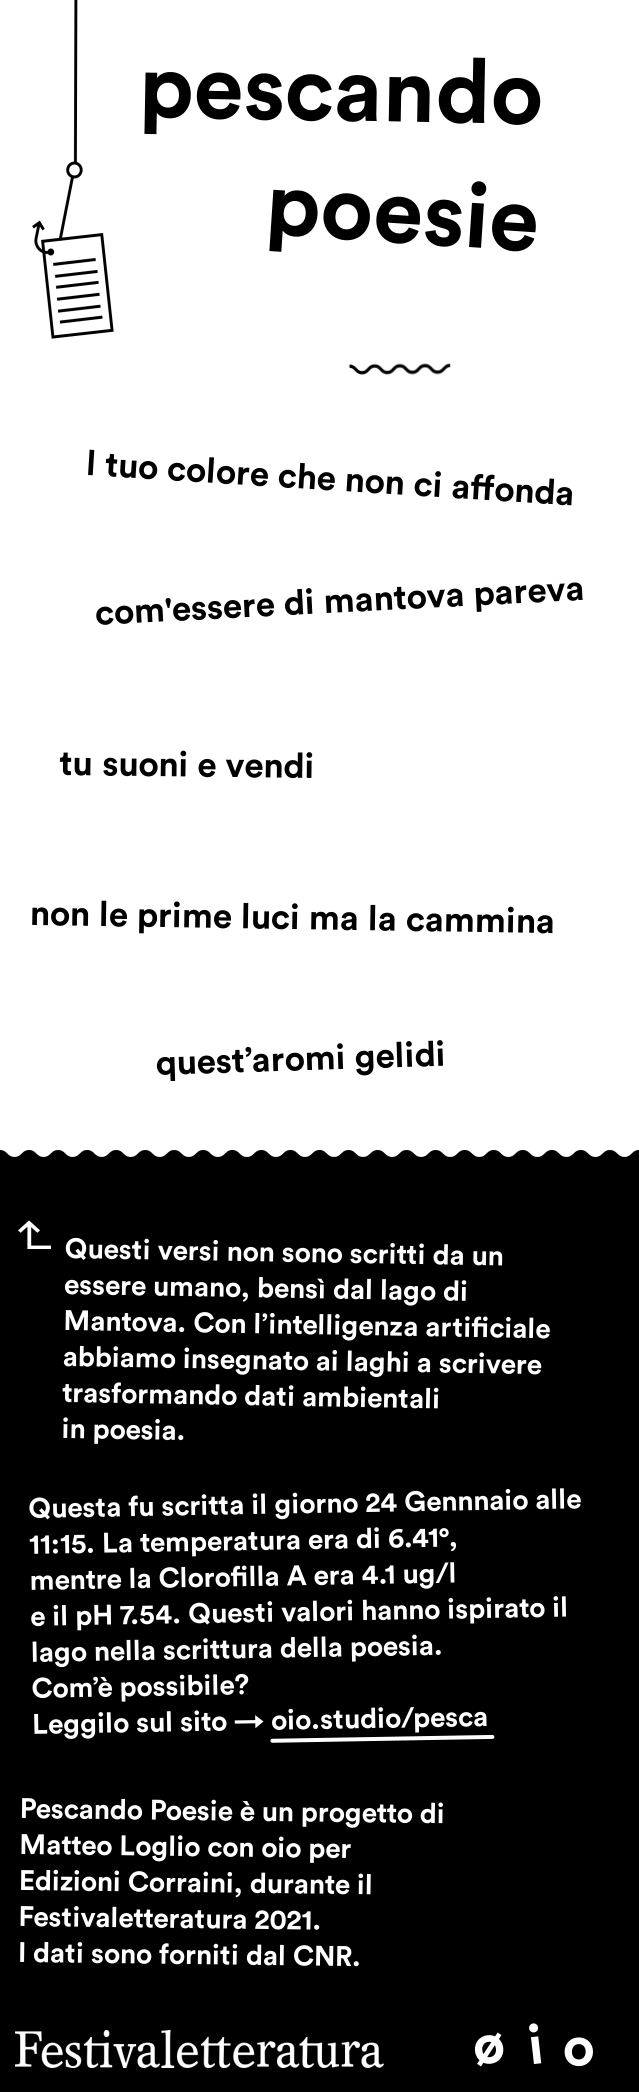 pescando
poesie
I tuo colore che non ci affonda
com'essere di mantova pareva
tu suoni e vendi
non le prime luci ma la cammina
quest’aromi gelidi
Questi versi non sono scritti da un
essere umano, bensì dal lago di
Mantova. Con l’intelligenza artificiale
abbiamo insegnato ai laghi a scrivere
trasformando dati ambientali
in poesia.
Questa fu scritta il giorno 24 Gennnaio alle
11:15. La temperatura era di 6.41°,
mentre la Clorofilla A era 4.1 ug/l
e il pH 7.54. Questi valori hanno ispirato il
lago nella scrittura della poesia.
Com’è possibile?
Leggilo sul sito → oio.studio/pesca
Pescando Poesie è un progetto di
Matteo Loglio con oio per
Edizioni Corraini, durante il
Festivaletteratura 2021.
I dati sono forniti dal CNR.
Festivaletteratura øio